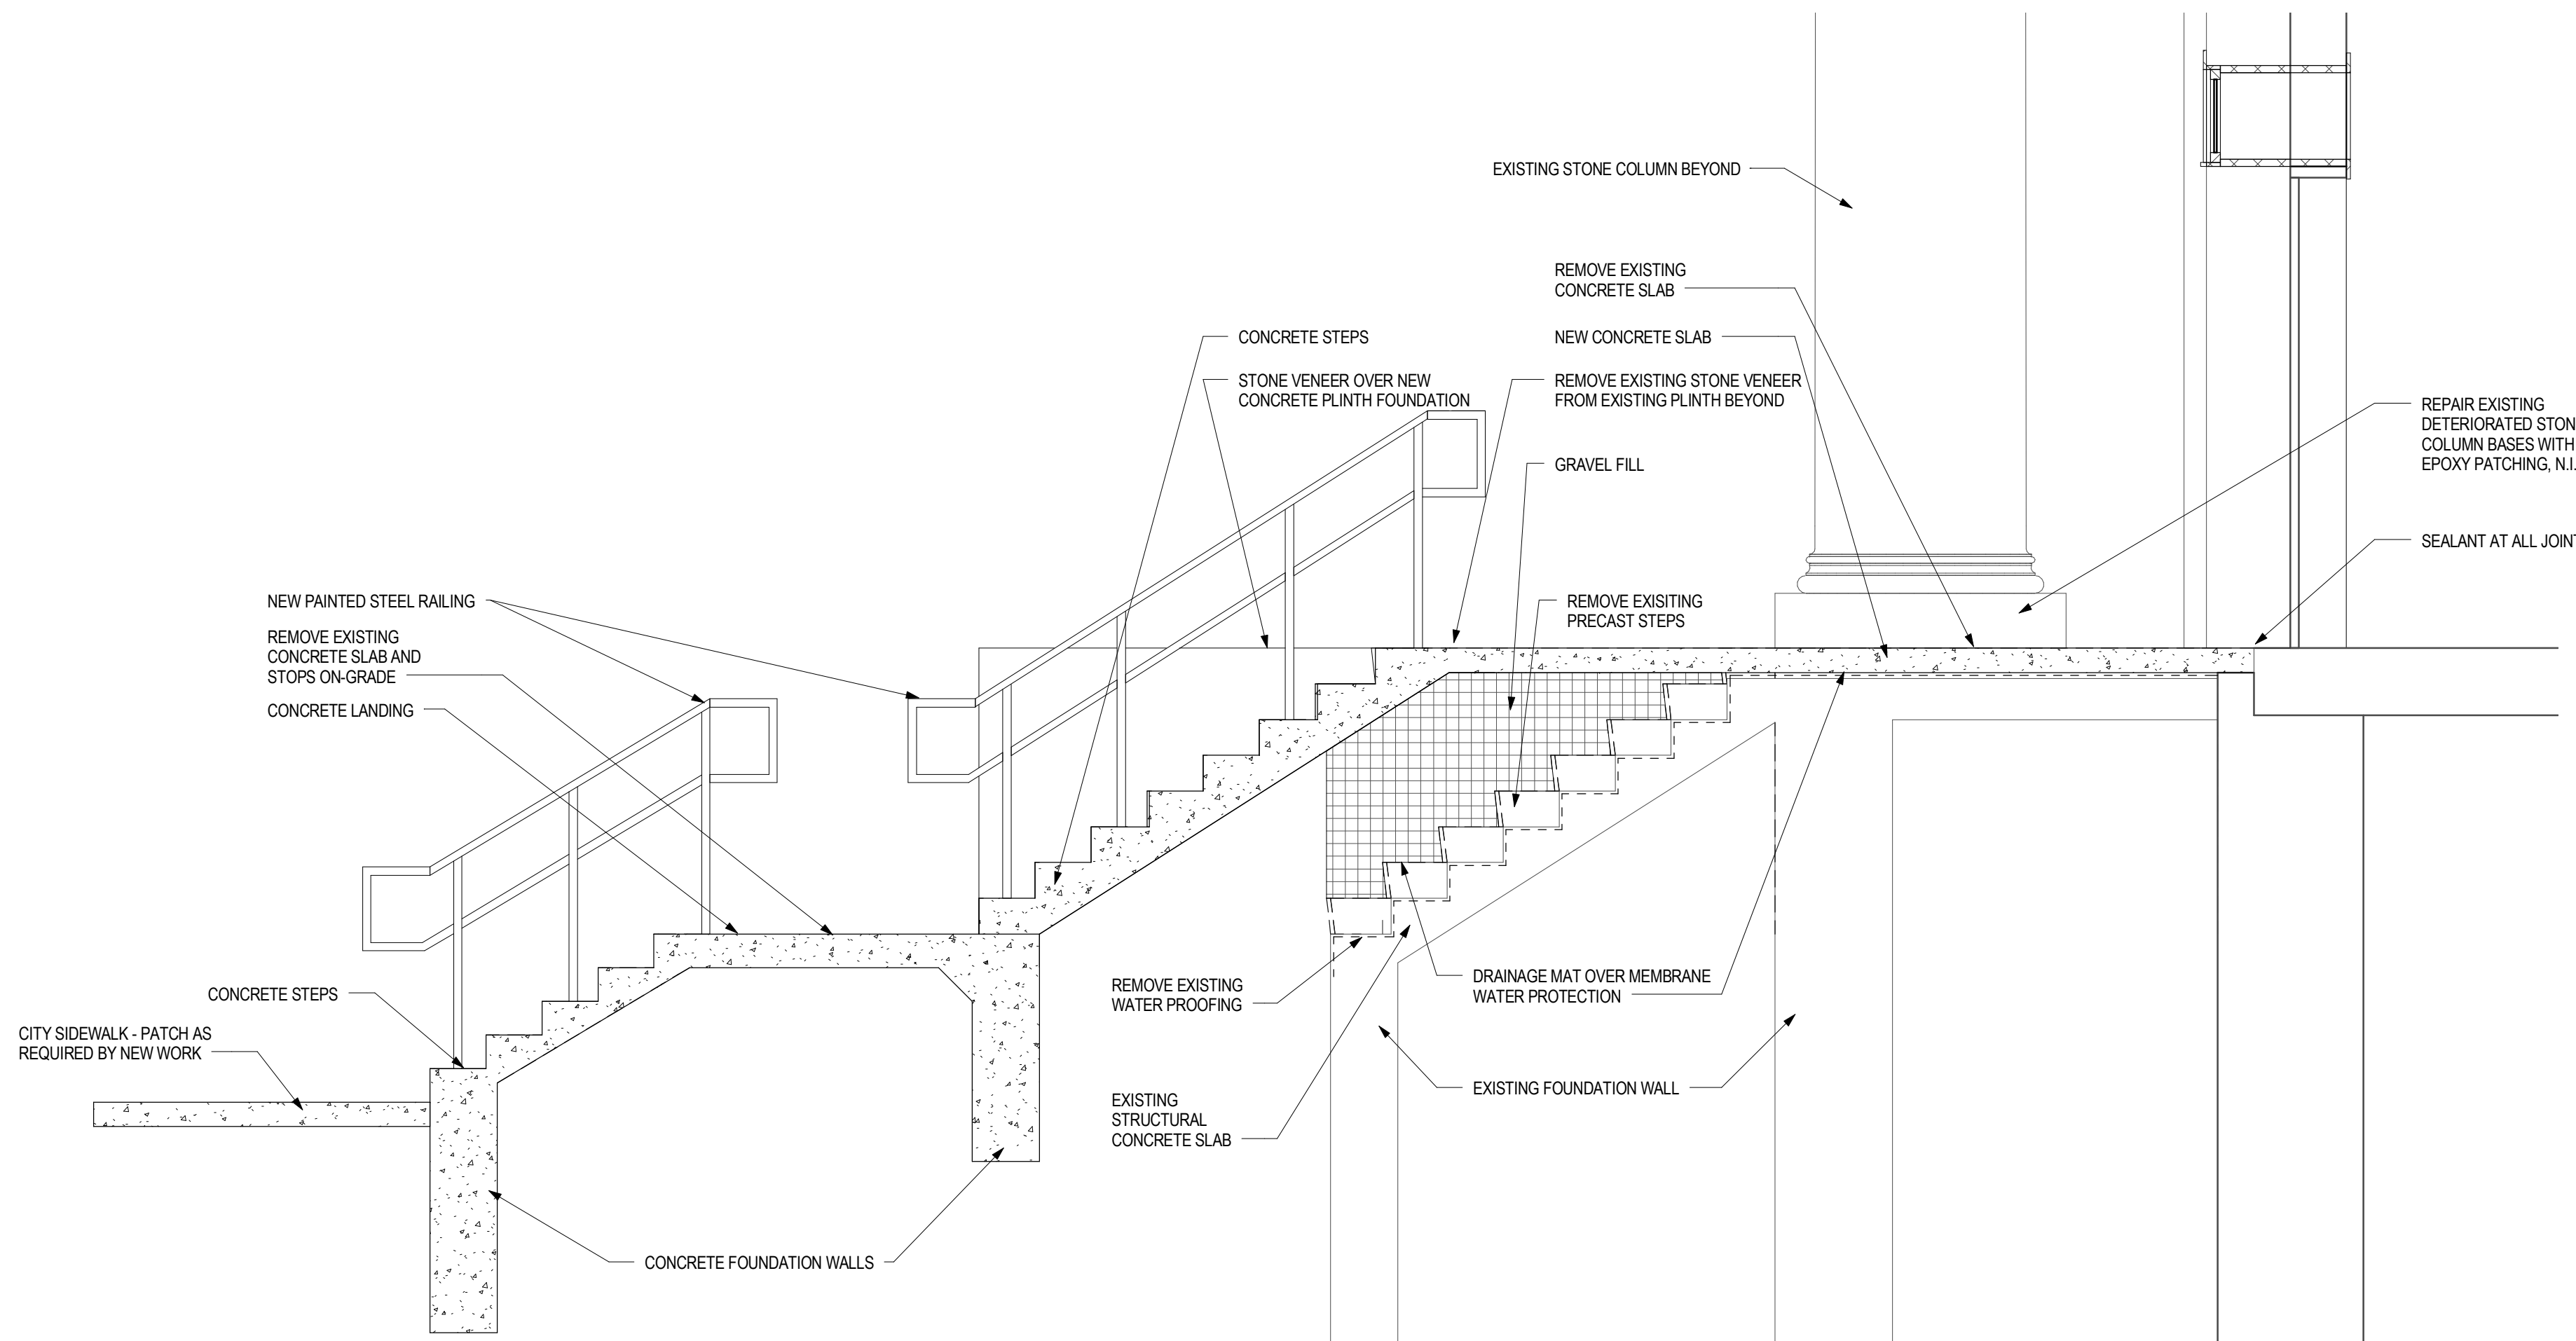 EXISTING STONE COLUMN BEYOND
REMOVE EXISTING
CONCRETE SLAB
CONCRETE STEPS
NEW CONCRETE SLAB
STONE VENEER OVER NEW
CONCRETE PLINTH FOUNDATION
REMOVE EXISTING STONE VENEER
FROM EXISTING PLINTH BEYOND
REPAIR EXISTING
DETERIORATED STON
COLUMN BASES WITH
EPOXY PATCHING, N.I.
GRAVEL FILL
SEALANT AT ALL JOINT
NEW PAINTED STEEL RAILING
REMOVE EXISITING
PRECAST STEPS
REMOVE EXISTING
CONCRETE SLAB AND
STOPS ON-GRADE
CONCRETE LANDING
CONCRETE STEPS
REMOVE EXISTING
WATER PROOFING
DRAINAGE MAT OVER MEMBRANE
WATER PROTECTION
CITY SIDEWALK - PATCH AS
REQUIRED BY NEW WORK
EXISTING
STRUCTURAL
CONCRETE SLAB
EXISTING FOUNDATION WALL
CONCRETE FOUNDATION WALLS